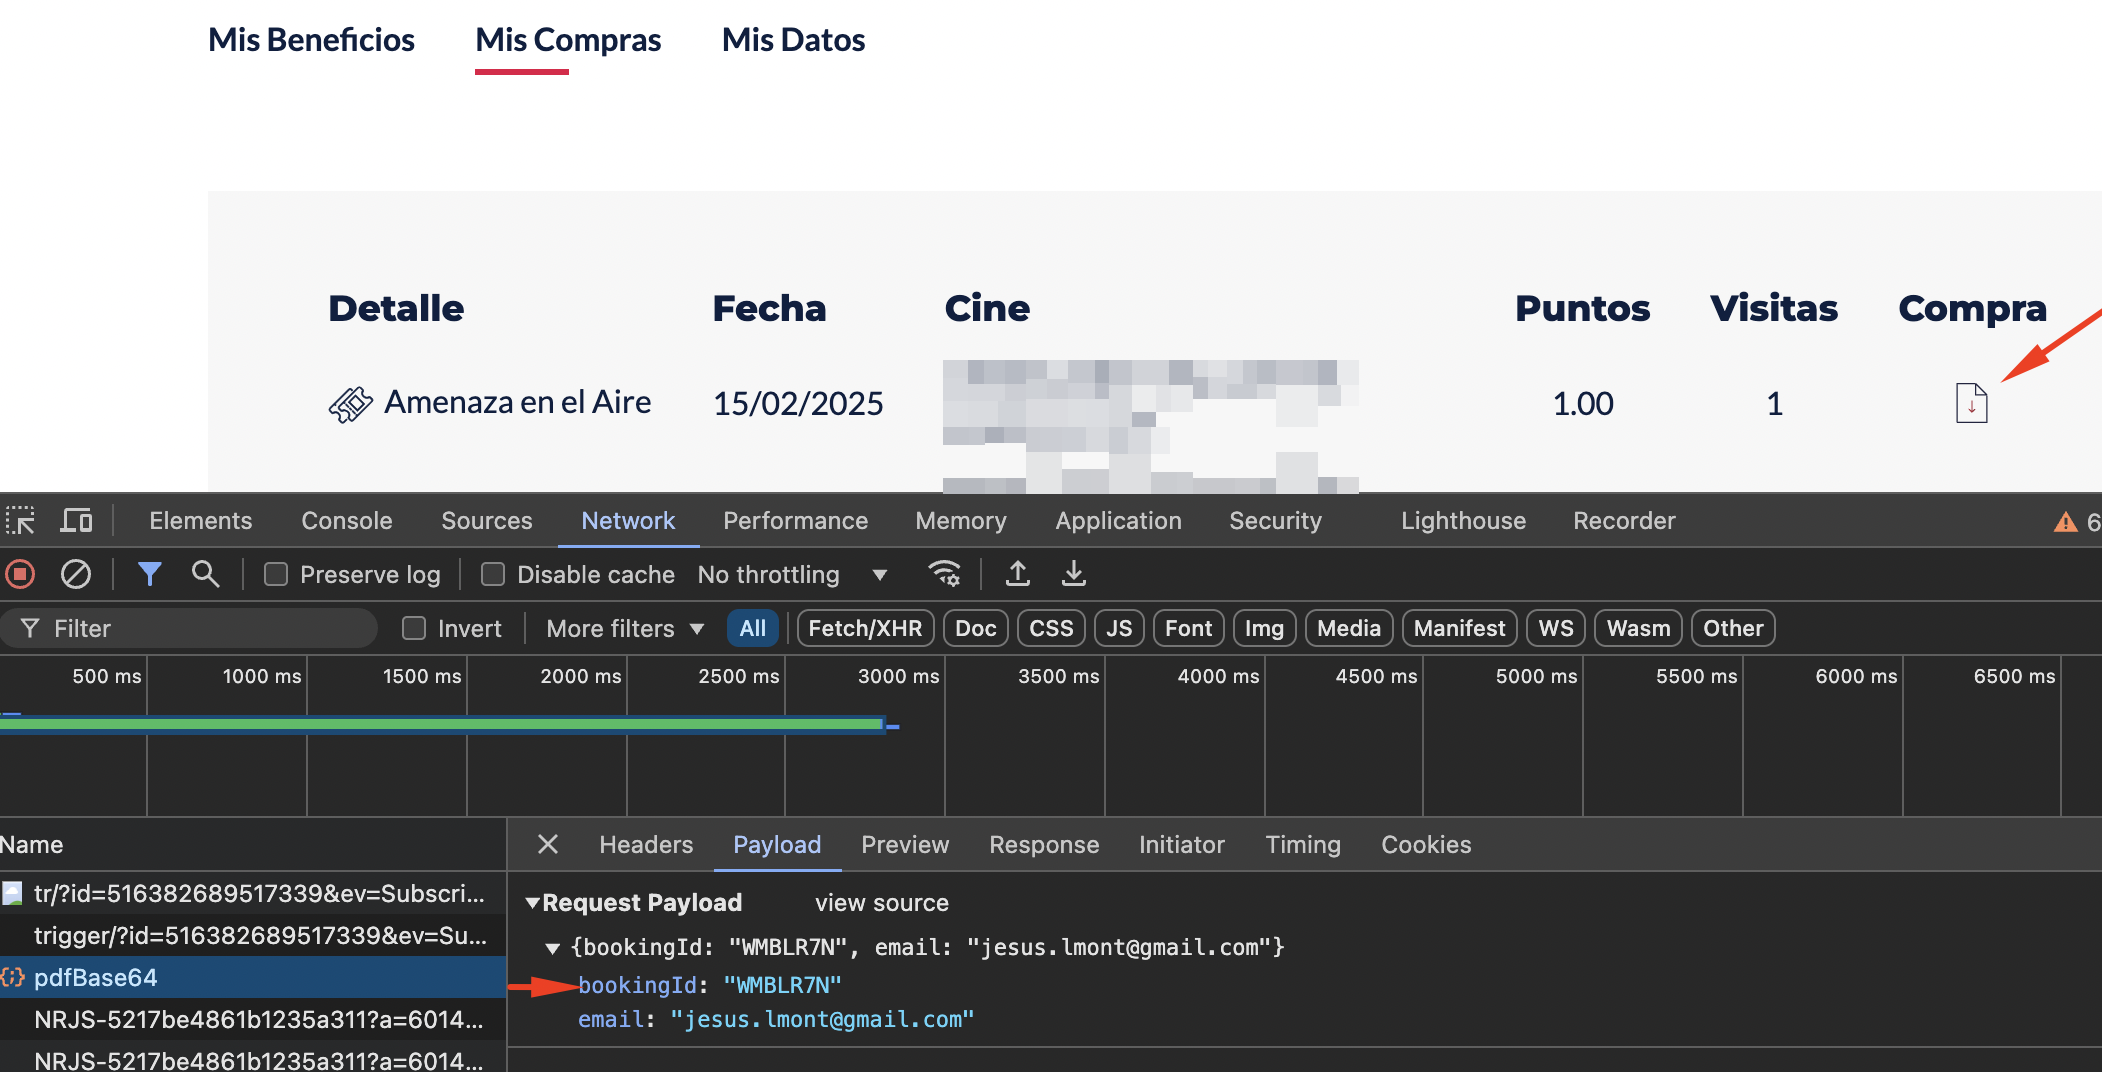 Mis Beneficios Mis Compras Mis Datos
Detalle Fecha Cine Puntos Visitas Compra
Amenaza en el Aire 15/02/2025 1.00 1
Elements Console Sources Network Performance Memory Application Security Lighthouse Recorder 6
Preserve log Disable cache No throttling
Filter Invert More filters All Fetch/XHR Doc CSS JS Font Img Media Manifest WS Wasm Other
500 ms 1000 ms 1500 ms 2000 ms 2500 ms 3000 ms 3500 ms 4000 ms 4500 ms 5000 ms 5500 ms 6000 ms 6500 ms
Name Headers Payload Preview Response Initiator Timing Cookies
tr/?id=516382689517339&ev=Subscri...
trigger/?id=516382689517339&ev=Su...
pdfBase64
NRJS-5217be4861b1235a311?a=6014...
NRJS-5217be4861b1235a311?a=6014...
Request Payload view source
{bookingId: "WMBLR7N", email: "jesus.lmont@gmail.com"}
bookingId: "WMBLR7N"
email: "jesus.lmont@gmail.com"